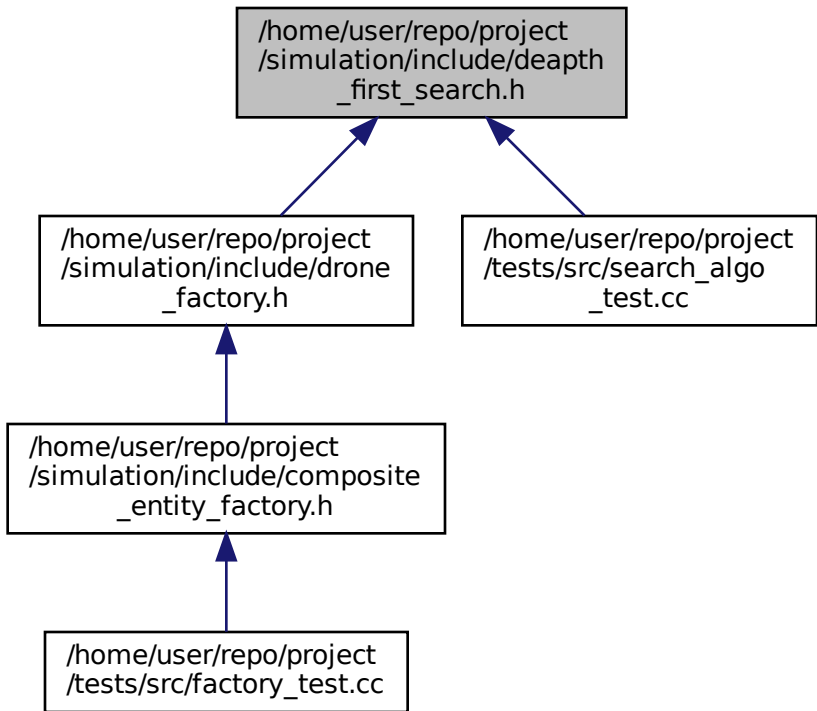 /home/user/repo/project
/simulation/include/deapth
_first_search.h
/home/user/repo/project
/simulation/include/drone
_factory.h
/home/user/repo/project
/tests/src/search_algo
_test.cc
/home/user/repo/project
/simulation/include/composite
_entity_factory.h
/home/user/repo/project
/tests/src/factory_test.cc